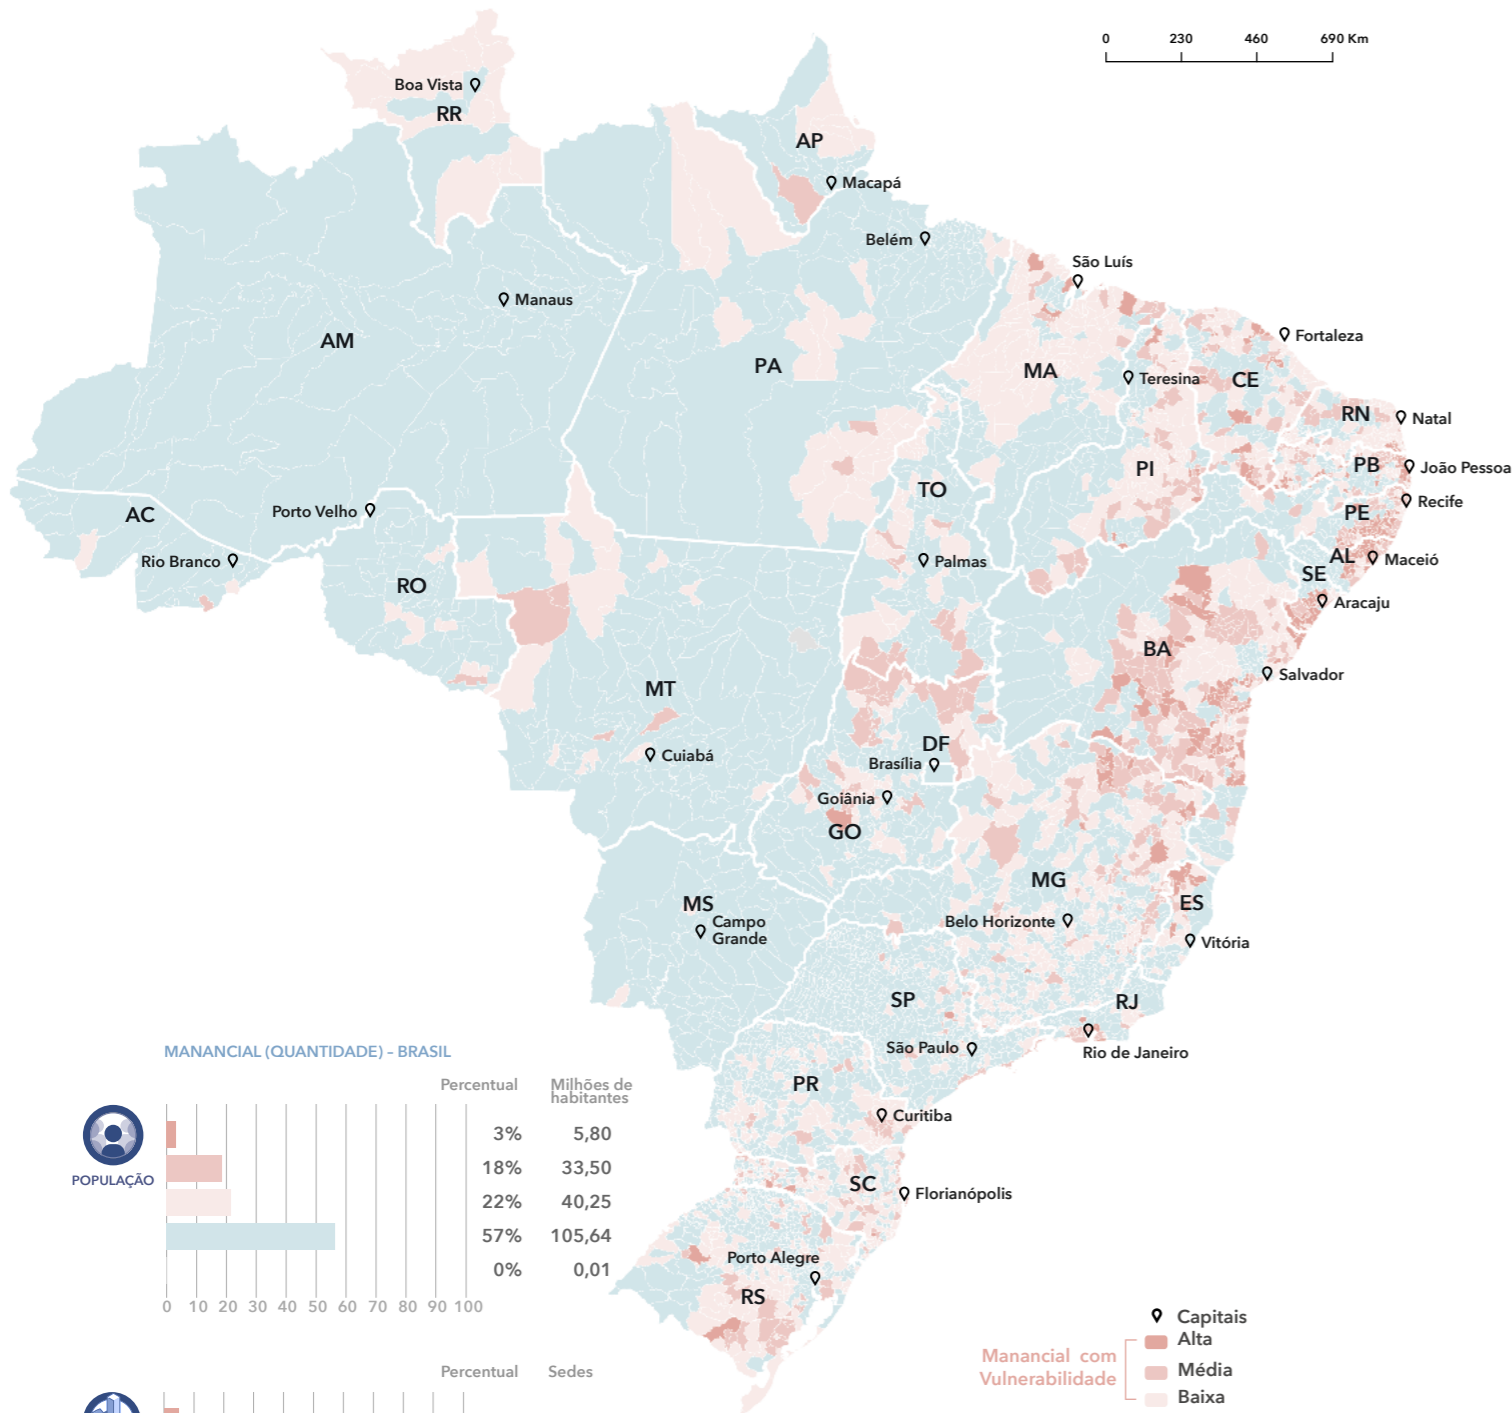 0 230 460 690 Km
Boa Vista
RR
AP
Macapá
Belém
São Luís
Manaus
Fortaleza
AM
PA
MA
Teresina
CE
RN
Natal
PB
João Pessoa
PI
TO
Recife
PE
AC
Porto Velho
Rio Branco
Palmas
AL
Maceió
SE
RO
Aracaju
BA
Salvador
MT
DF
Cuiabá
Brasília
Goiânia
GO
MG
MS
ES
Campo
Grande
Belo Horizonte
Vitória
SP
RJ
São Paulo
Rio de Janeiro
PR
Curitiba
SC
Florianópolis
Porto Alegre
RS
MANANCIAL (QUANTIDADE) – BRASIL
Percentual Milhões de
habitantes
POPULAÇÃO
3% 5,80
18% 33,50
22% 40,25
57% 105,64
0% 0,01
0 10 20 30 40 50 60 70 80 90 100
Percentual Sedes
Capitais
Manancial com
Vulnerabilidade
Alta
Média
Baixa